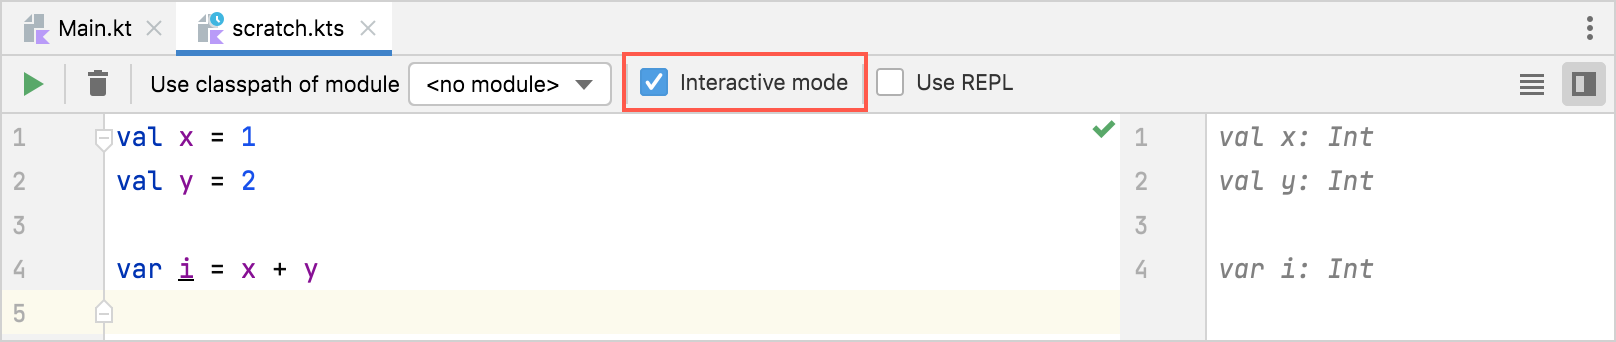 Main.kt scratch.kts
Use classpath of module <no module> Interactive mode Use REPL
1 val x = 1
2 val y = 2
3
4 var i = x + y
5
1 val x: Int
2 val y: Int
3
4 var i: Int